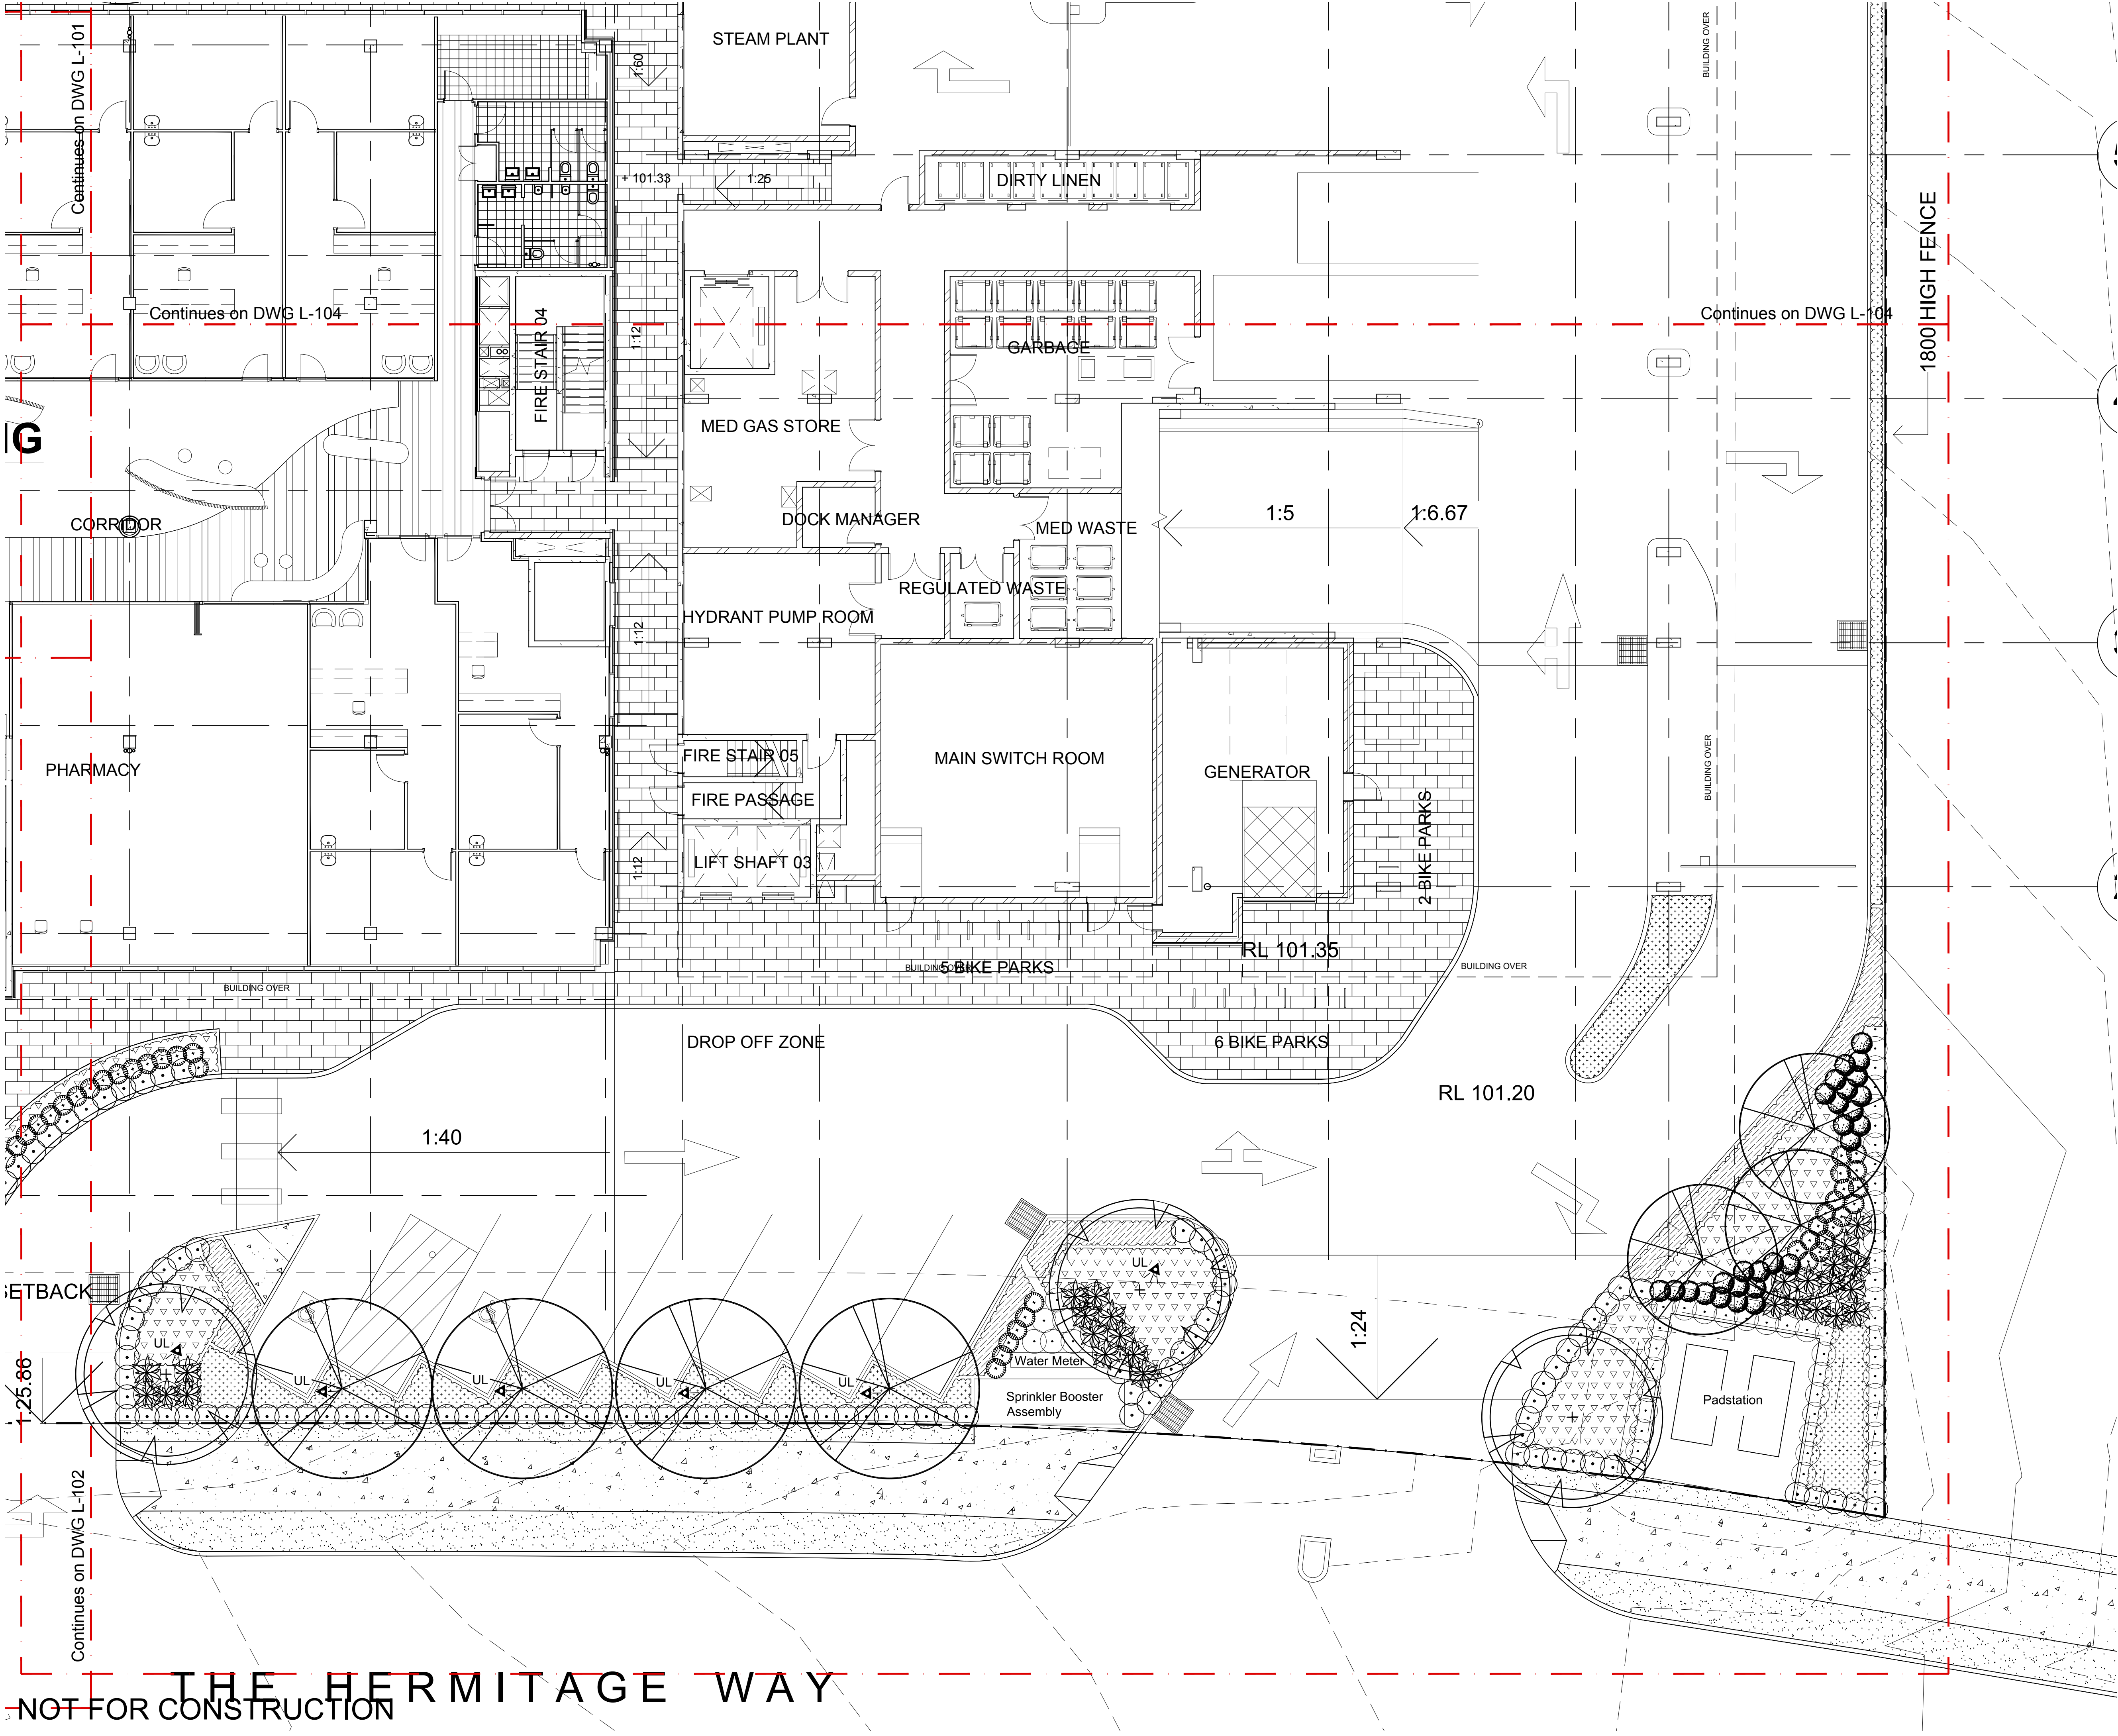 STEAM PLANT
BUILDING OVER
1:60
Continues on DWG L-101
+ 101.33
1:25
DIRTY LINEN
1800 HIGH FENCE
Continues on DWG L-104
Continues on DWG L-104
FIRE STAIR 04
1:12
GARBAGE
MED GAS STORE
IG
CORRIDOR
DOCK MANAGER
MED WASTE
1:5
1:6.67
REGULATED WASTE
HYDRANT PUMP ROOM
1:12
FIRE STAIR 05
MAIN SWITCH ROOM
PHARMACY
GENERATOR
BUILDING OVER
FIRE PASSAGE
2 BIKE PARKS
LIFT SHAFT 03
1:12
RL 101.35
BUILDING OVER
5 BIKE PARKS
BUILDING OVER
BUILDING OVER
DROP OFF ZONE
6 BIKE PARKS
RL 101.20
1:40
UL
SETBACK
1:24
UL
Water Meter
1:25.86
UL
UL
UL
UL
Sprinkler Booster
Assembly
Padstation
Continues on DWG L-102
THE HERMITAGE WAY
NOT FOR CONSTRUCTION